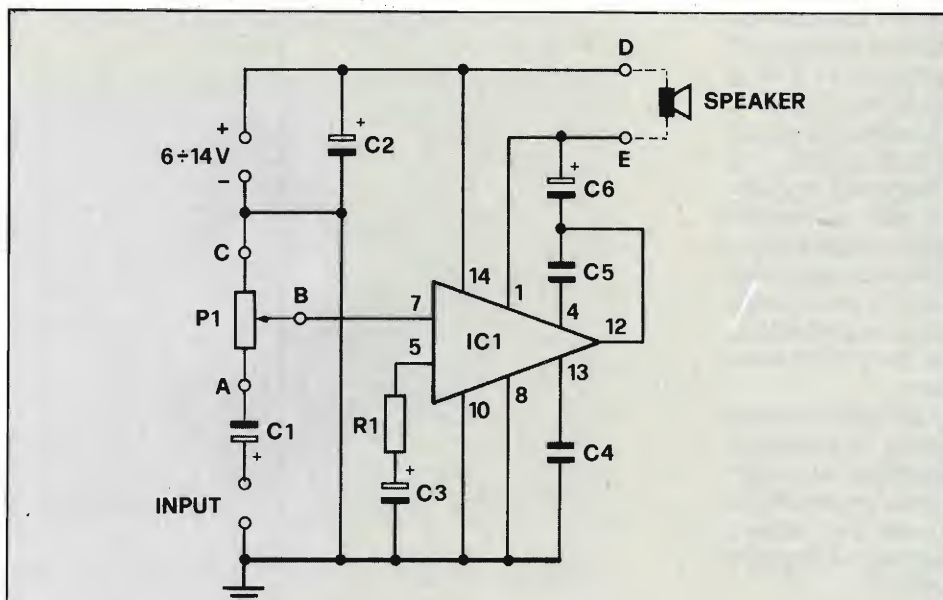 D
SPEAKER
+
C2
+
6÷14V
−
E
+
C6
C
C5
14
1
P1
B
7
4
12
IC1
5
13
A
10
8
R1
C1
+
C4
+
C3
INPUT